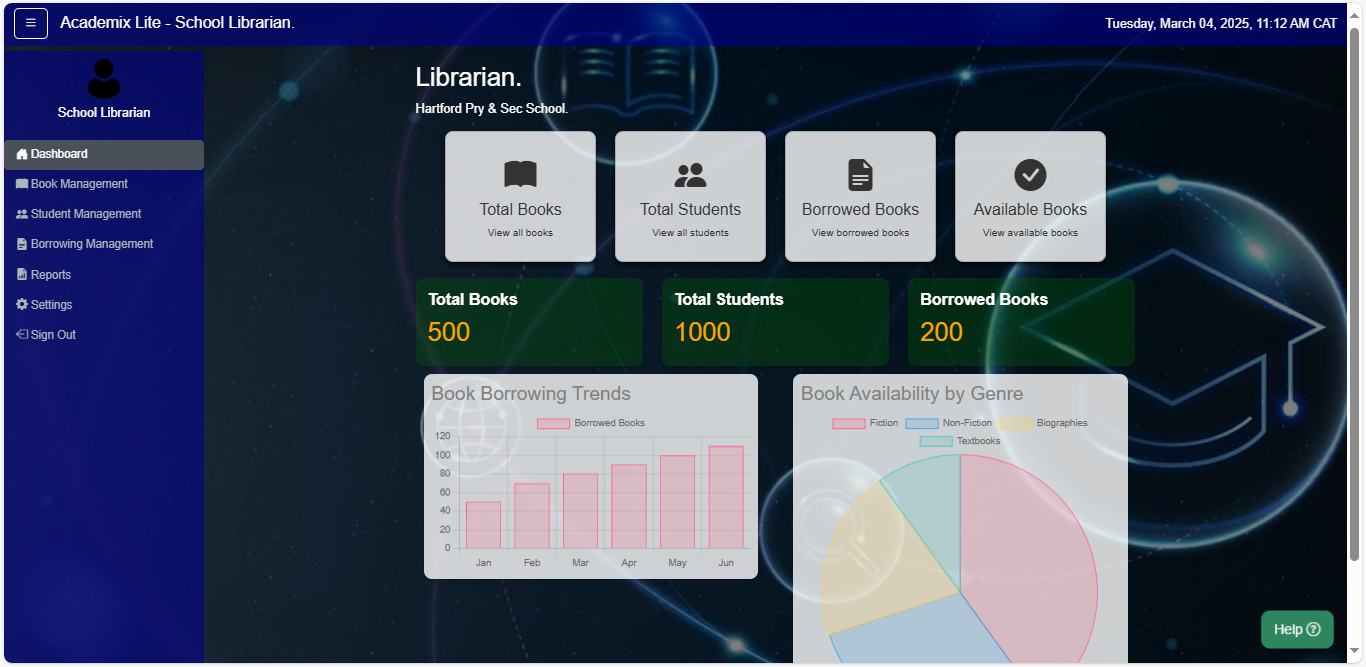 Academix Lite - School Librarian.
Tuesday, March 04, 2025, 11:12 AM CAT
School Librarian
Dashboard
Book Management
Student Management
Borrowing Management
Reports
Settings
Sign Out
Librarian.
Hartford Pry & Sec School.
Total Books
View all books
Total Students
View all students
Borrowed Books
View borrowed books
Available Books
View available books
Total Books
500
Total Students
1000
Borrowed Books
200
Book Borrowing Trends
Borrowed Books
120
100
80
60
40
20
0
Jan Feb Mar Apr May Jun
Book Availability by Genre
Fiction Non-Fiction Biographies
Textbooks
Help